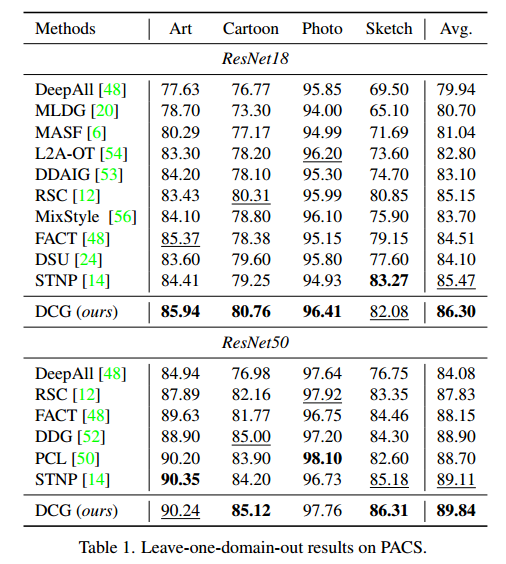 Methods Art Cartoon Photo Sketch Avg.
ResNet18
DeepAll [48] 77.63 76.77 95.85 69.50 79.94
MLDG [20] 78.70 73.30 94.00 65.10 80.70
MASF [6] 80.29 77.17 94.99 71.69 81.04
L2A-OT [54] 83.30 78.20 96.20 73.60 82.80
DDAIG [53] 84.20 78.10 95.30 74.70 83.10
RSC [12] 83.43 80.31 95.99 80.85 85.15
MixStyle [56] 84.10 78.80 96.10 75.90 83.70
FACT [48] 85.37 78.38 95.15 79.15 84.51
DSU [24] 83.60 79.60 95.80 77.60 84.10
STNP [14] 84.41 79.25 94.93 83.27 85.47
DCG (ours) 85.94 80.76 96.41 82.08 86.30
ResNet50
DeepAll [48] 84.94 76.98 97.64 76.75 84.08
RSC [12] 87.89 82.16 97.92 83.35 87.83
FACT [48] 89.63 81.77 96.75 84.46 88.15
DDG [52] 88.90 85.00 97.20 84.30 88.90
PCL [50] 90.20 83.90 98.10 82.60 88.70
STNP [14] 90.35 84.20 96.73 85.18 89.11
DCG (ours) 90.24 85.12 97.76 86.31 89.84
Table 1. Leave-one-domain-out results on PACS.